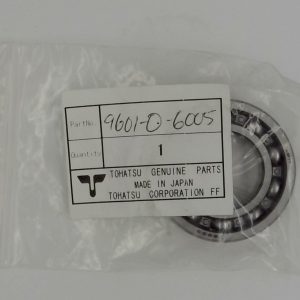 Part No. 9601-0-6005
Quantity 1
TOHATSU GENUINE PARTS
MADE IN JAPAN
TOHATSU CORPORATION FF